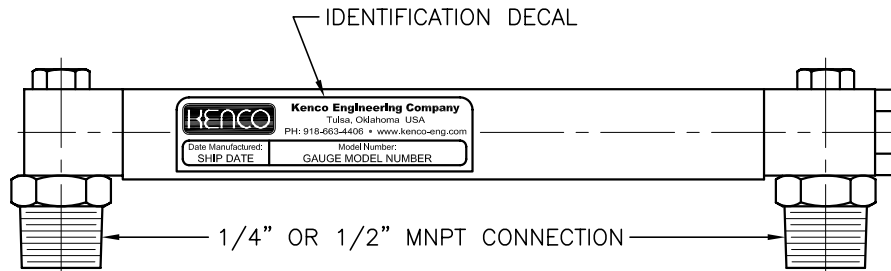 IDENTIFICATION DECAL
KENCO
Kenco Engineering Company
Tulsa, Oklahoma USA
PH: 918-663-4406 • www.kenco-eng.com
Date Manufactured:
SHIP DATE
Model Number:
GAUGE MODEL NUMBER
1/4” OR 1/2” MNPT CONNECTION